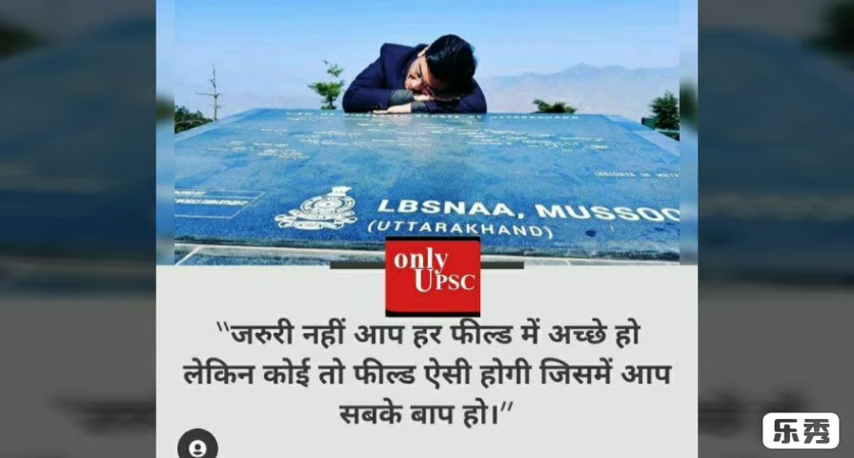 LBSNAA, MUSSOO
(UTTARAKHAND)
only
UPSC
“जरुरी नहीं आप हर फील्ड में अच्छे हो
लेकिन कोई तो फील्ड ऐसी होगी जिसमें आप
सबके बाप हो।”
乐秀